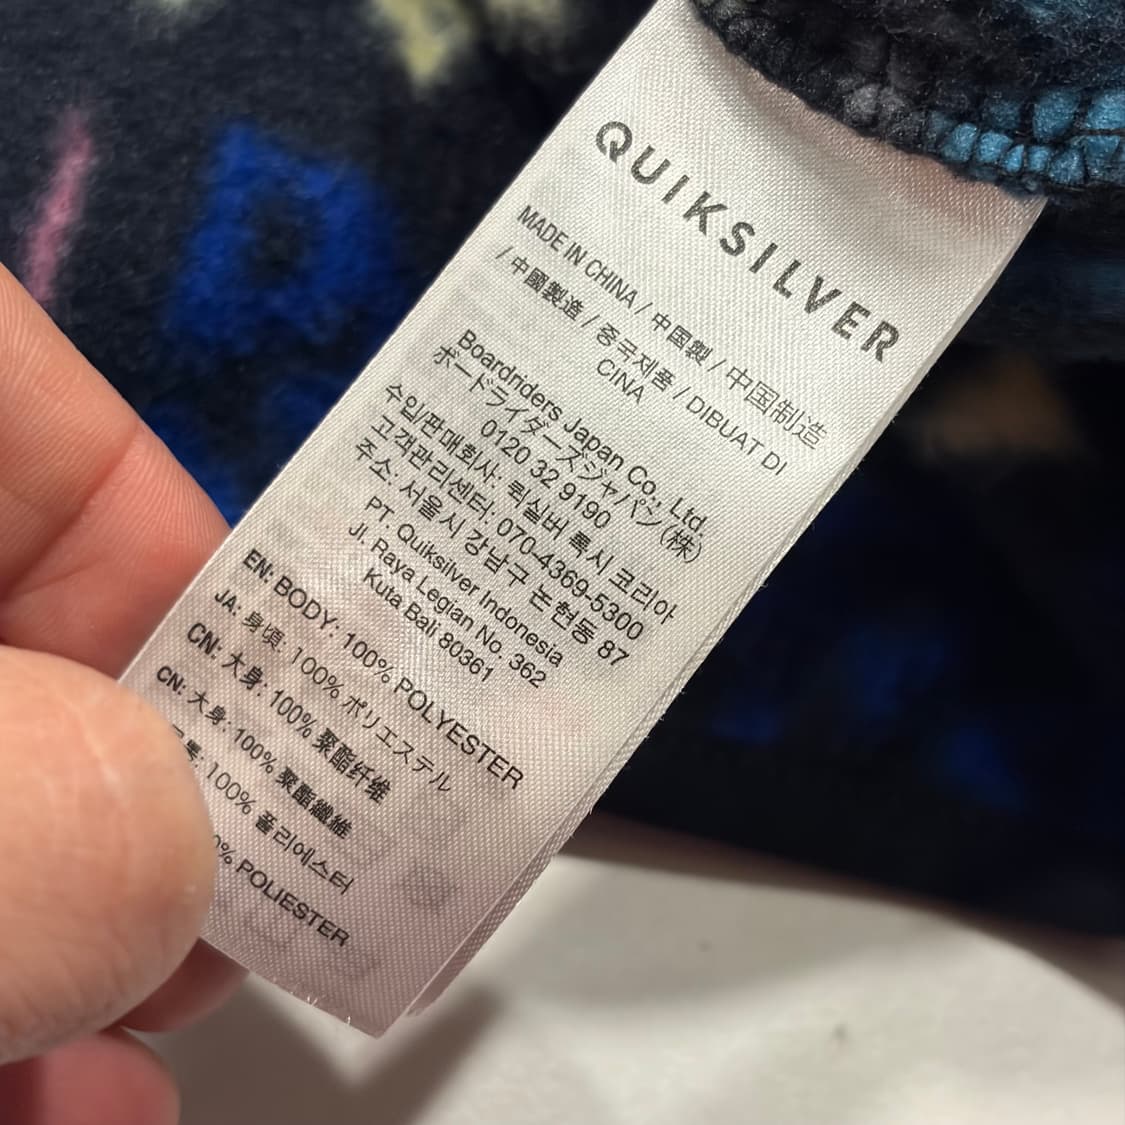 QUIKSILVER
MADE IN CHINA / 中国製 / 中国制造
/ 中國製造 / 중국제품 / DIBUAT DI
CINA
Boardriders Japan Co., Ltd.
ボードライダーズジャパン(株)
0120 32 9190
수입/판매회사: 퀵실버 록시 코리아
고객관리센터: 070-4369-5300
주소: 서울시 강남구 논현동 87
PT. Quiksilver Indonesia
Jl. Raya Legian No. 362
Kuta Bali 80361
EN: BODY: 100% POLYESTER
JA: 身頃: 100% ポリエステル
CN: 大身: 100% 聚酯纤维
CN: 大身: 100% 聚酯纖維
100% 폴리에스터
% POLIESTER